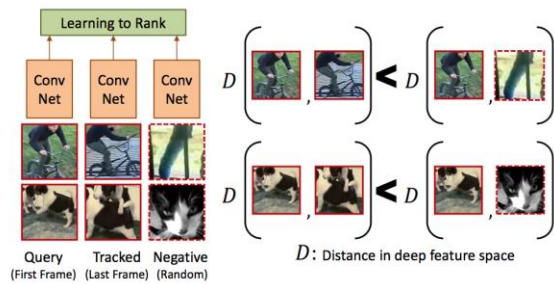 Learning to Rank
Conv
Net
Conv
Net
Conv
Net
Query
(First Frame)
Tracked
(Last Frame)
Negative
(Random)
D ( , ) < D ( , )
D ( , ) < D ( , )
D: Distance in deep feature space